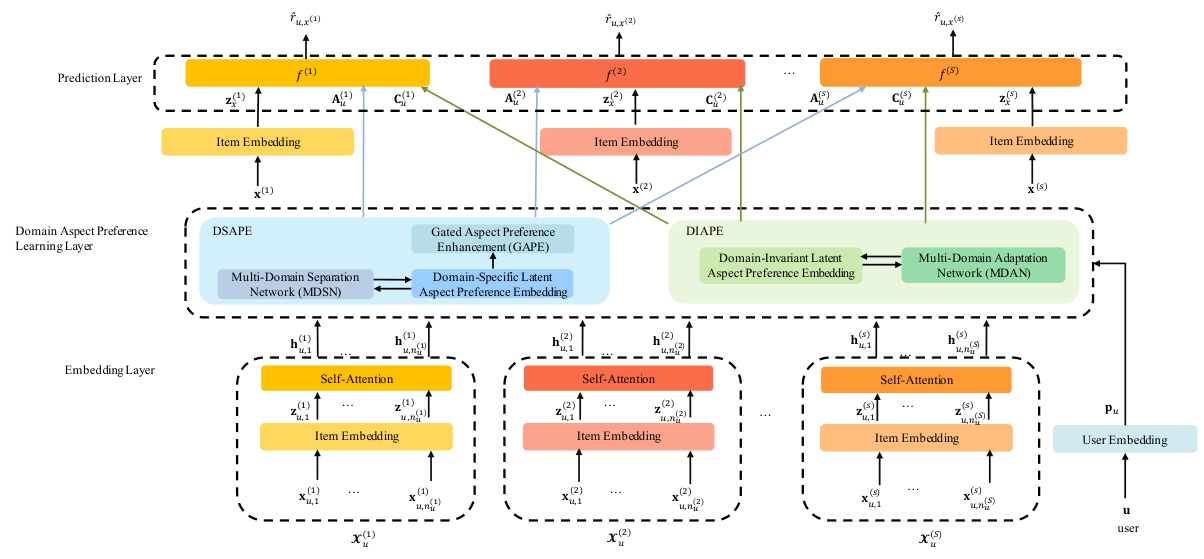 r̂_{u,x^{(1)}} r̂_{u,x^{(2)}} r̂_{u,x^{(s)}}
Prediction Layer
f^{(1)} f^{(2)} ... f^{(S)}
z_x^{(1)} A_u^{(1)} C_u^{(1)} A_u^{(2)} z_x^{(2)} C_u^{(2)} A_u^{(s)} C_u^{(s)} z_x^{(s)}
Item Embedding Item Embedding Item Embedding
x^{(1)} x^{(2)} x^{(s)}
Domain Aspect Preference
Learning Layer
DSAPE
Gated Aspect Preference
Enhancement (GAPE)
Multi-Domain Separation
Network (MDSN)
Domain-Specific Latent
Aspect Preference Embedding
DIAPE
Domain-Invariant Latent
Aspect Preference Embedding
Multi-Domain Adaptation
Network (MDAN)
h_{u,1}^{(1)} ... h_{u,n_u^{(1)}}^{(1)} h_{u,1}^{(2)} ... h_{u,n_u^{(2)}}^{(2)} h_{u,1}^{(s)} ... h_{u,n_u^{(S)}}^{(s)}
Embedding Layer
Self-Attention Self-Attention Self-Attention
z_{u,1}^{(1)} ... z_{u,n_u^{(1)}}^{(1)} z_{u,1}^{(2)} ... z_{u,n_u^{(2)}}^{(2)} ... z_{u,1}^{(s)} ... z_{u,n_u^{(S)}}^{(s)}
Item Embedding Item Embedding Item Embedding
x_{u,1}^{(1)} ... x_{u,n_u^{(1)}}^{(1)} x_{u,1}^{(2)} ... x_{u,n_u^{(2)}}^{(2)} x_{u,1}^{(s)} ... x_{u,n_u^{(S)}}^{(s)}
𝒳_u^{(1)} 𝒳_u^{(2)} 𝒳_u^{(S)}
p_u
User Embedding
u
user